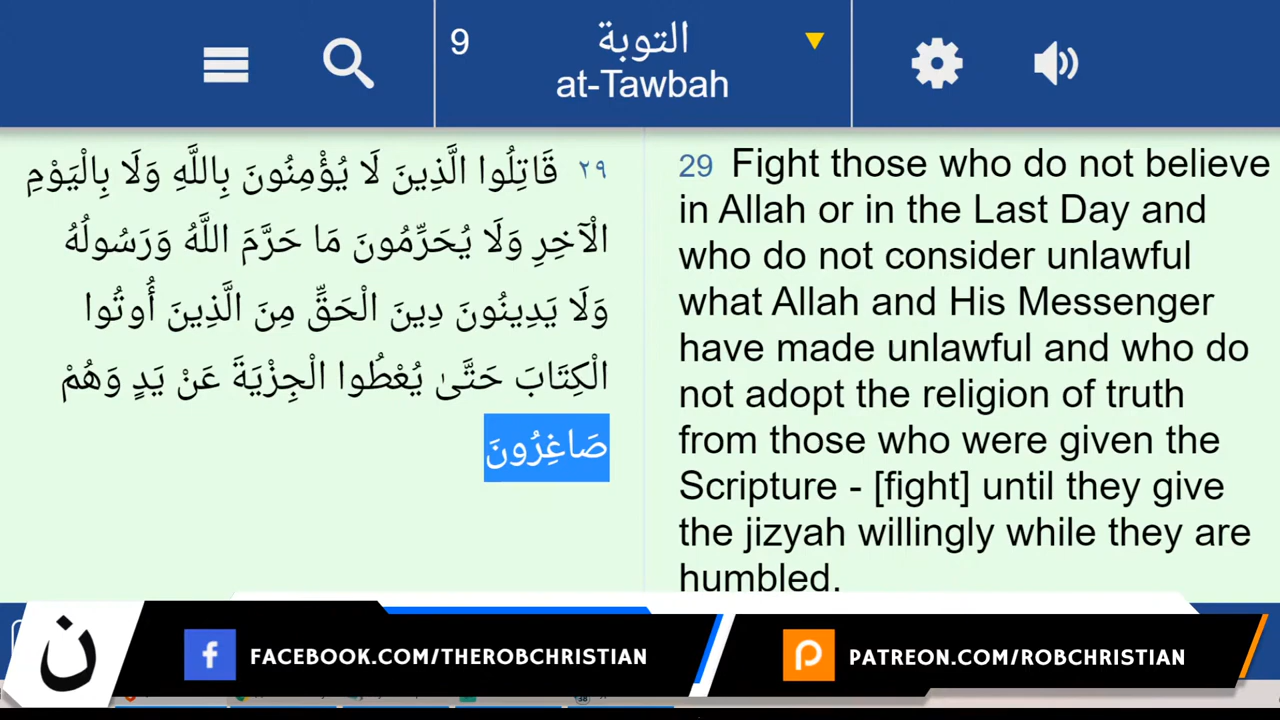 9
التوبة
at-Tawbah
٢٩ قَاتِلُوا الَّذِينَ لَا يُؤْمِنُونَ بِاللَّهِ وَلَا بِالْيَوْمِ
الْآخِرِ وَلَا يُحَرِّمُونَ مَا حَرَّمَ اللَّهُ وَرَسُولُهُ
وَلَا يَدِينُونَ دِينَ الْحَقِّ مِنَ الَّذِينَ أُوتُوا
الْكِتَابَ حَتَّىٰ يُعْطُوا الْجِزْيَةَ عَنْ يَدٍ وَهُمْ
صَاغِرُونَ
29 Fight those who do not believe
in Allah or in the Last Day and
who do not consider unlawful
what Allah and His Messenger
have made unlawful and who do
not adopt the religion of truth
from those who were given the
Scripture - [fight] until they give
the jizyah willingly while they are
humbled.
ن
FACEBOOK.COM/THEROBCHRISTIAN
PATREON.COM/ROBCHRISTIAN